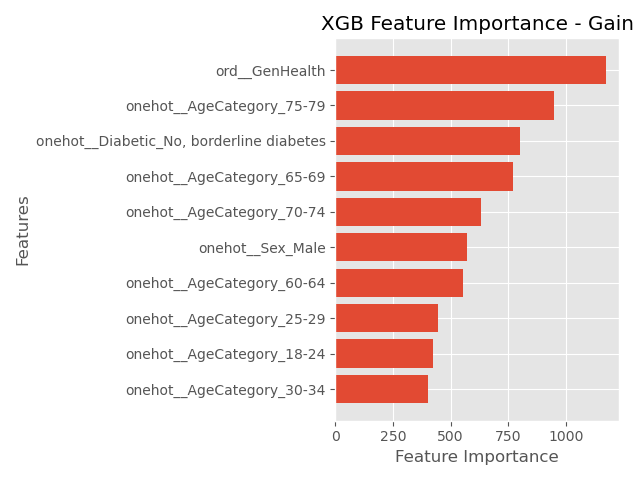 XGB Feature Importance - Gain
ord__GenHealth
onehot__AgeCategory_75-79
onehot__Diabetic_No, borderline diabetes
onehot__AgeCategory_65-69
onehot__AgeCategory_70-74
onehot__Sex_Male
onehot__AgeCategory_60-64
onehot__AgeCategory_25-29
onehot__AgeCategory_18-24
onehot__AgeCategory_30-34
Features
0 250 500 750 1000
Feature Importance